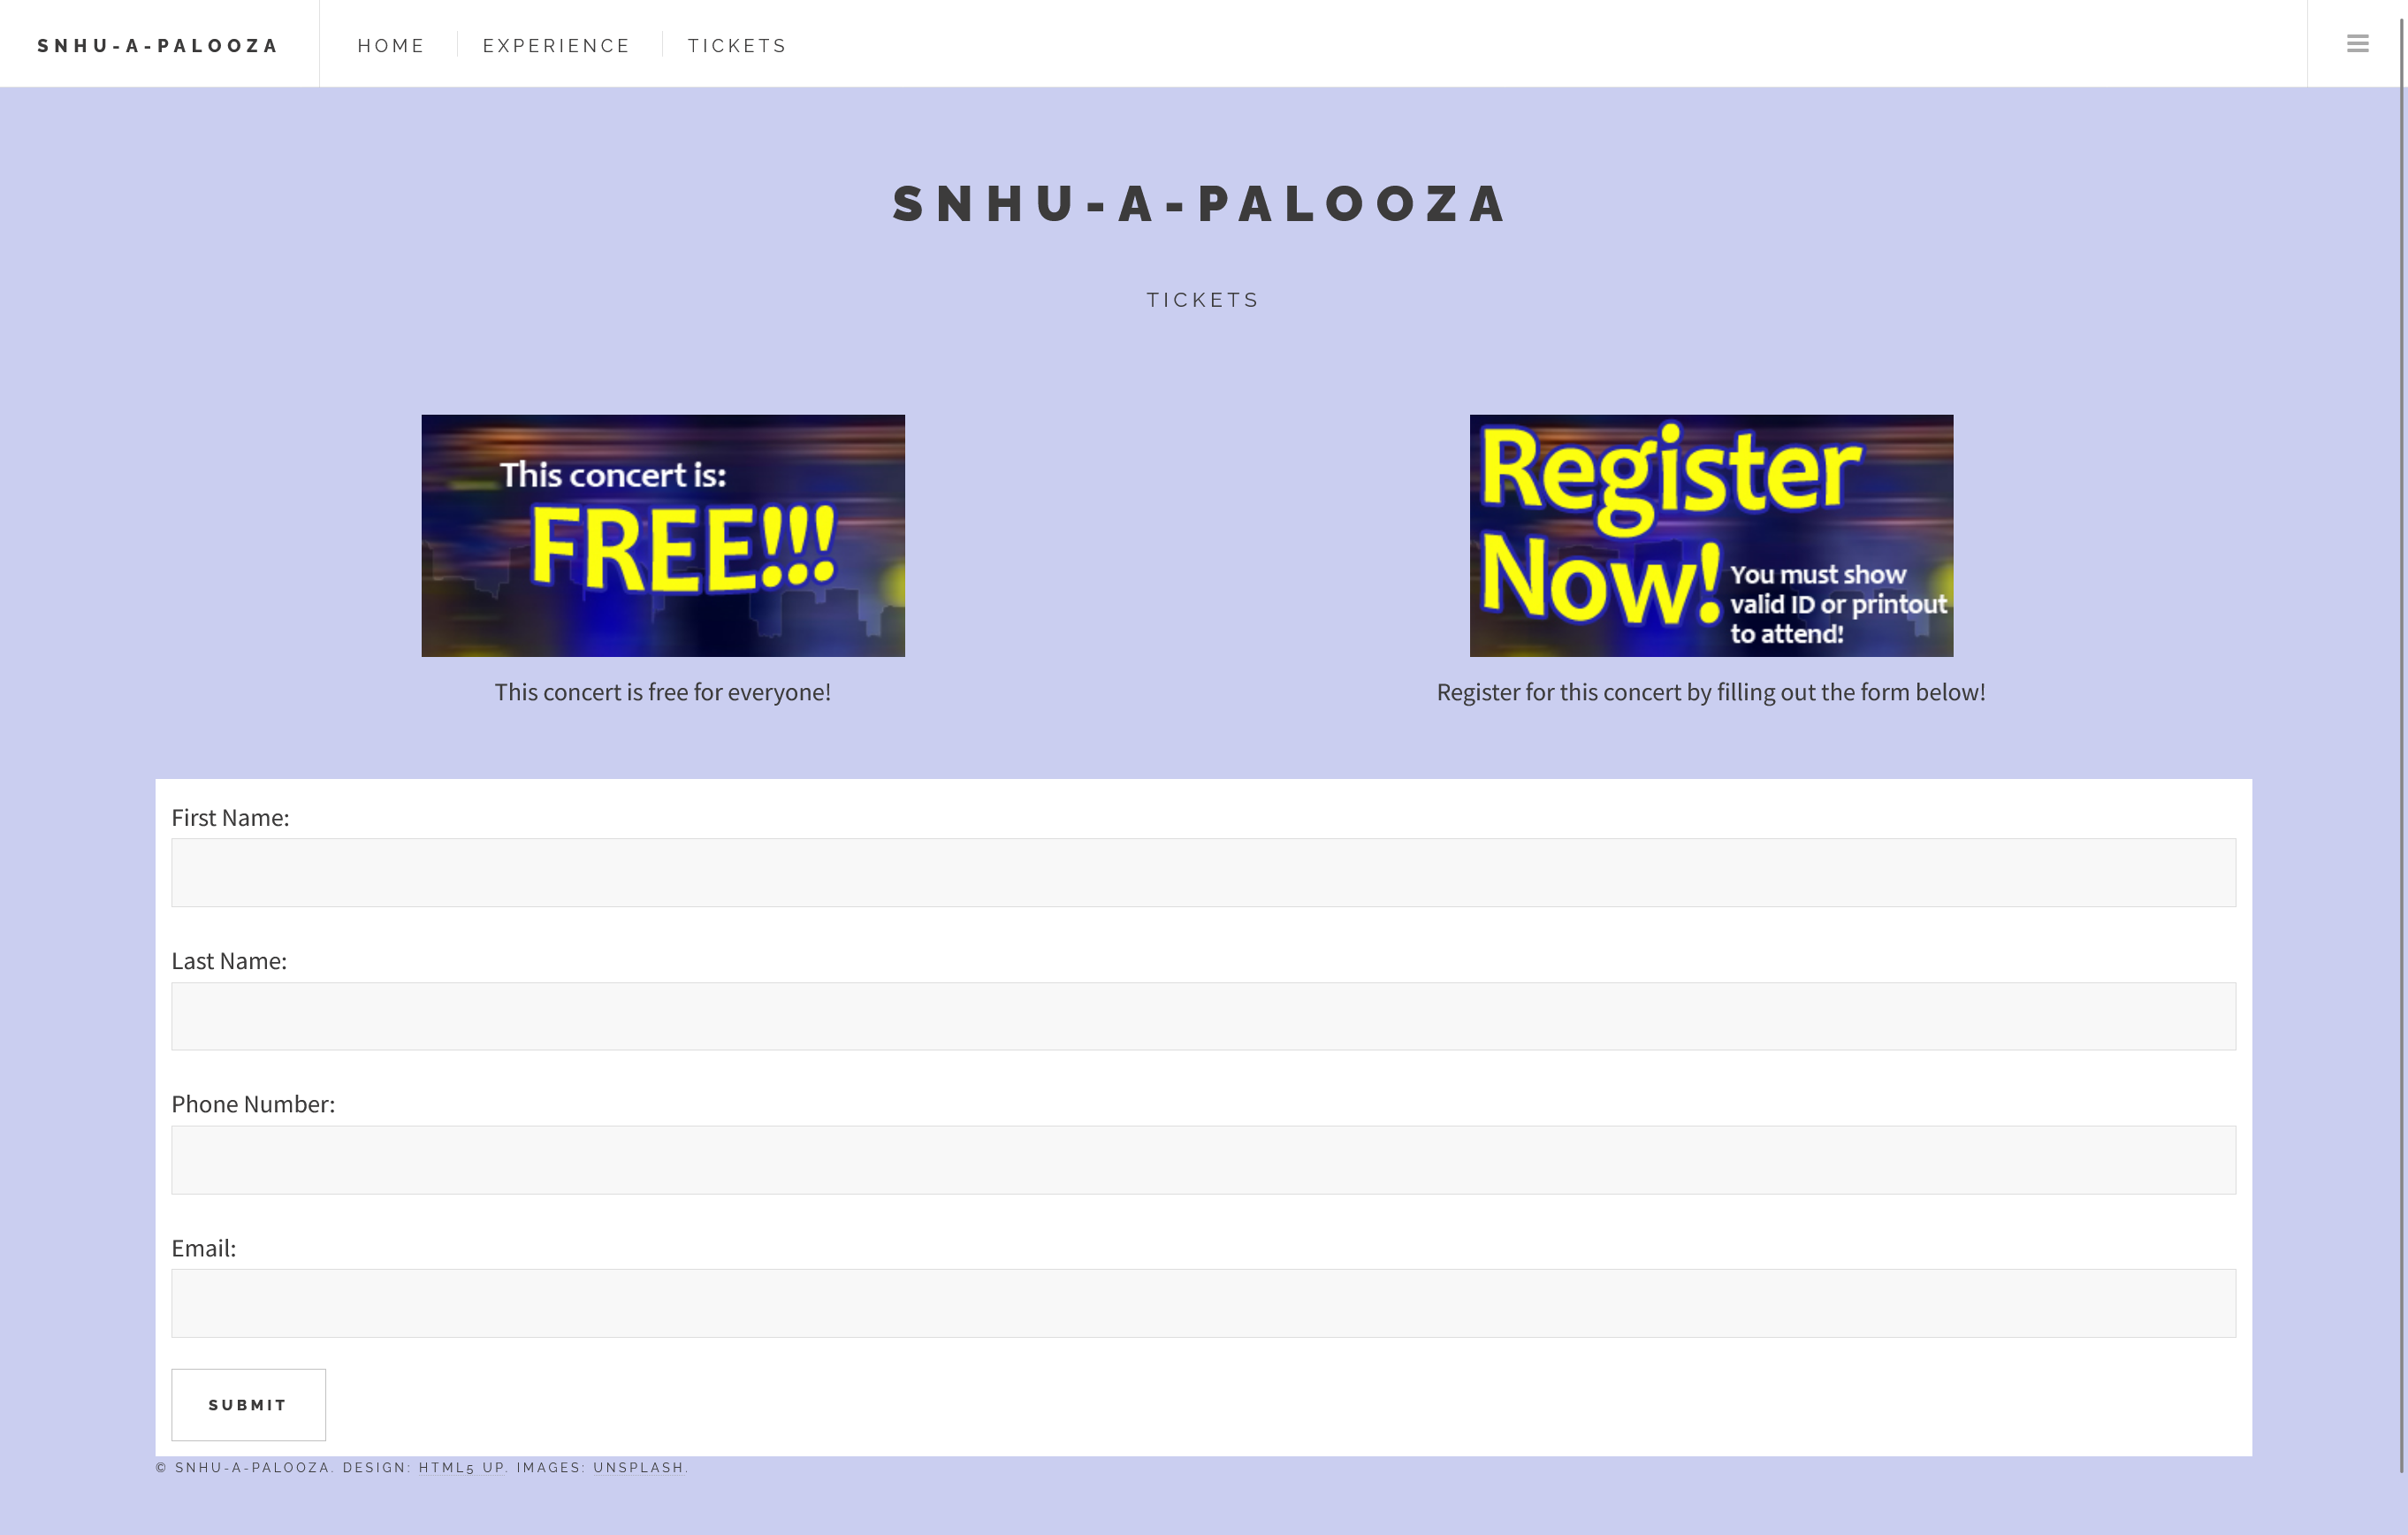 SNHU-A-PALOOZA
HOME
EXPERIENCE
TICKETS
SNHU-A-PALOOZA
TICKETS
This concert is:
FREE!!!
This concert is free for everyone!
Register
Now!
You must show
valid ID or printout
to attend!
Register for this concert by filling out the form below!
First Name:
Last Name:
Phone Number:
Email:
SUBMIT
© SNHU-A-PALOOZA. DESIGN: HTML5 UP. IMAGES: UNSPLASH.